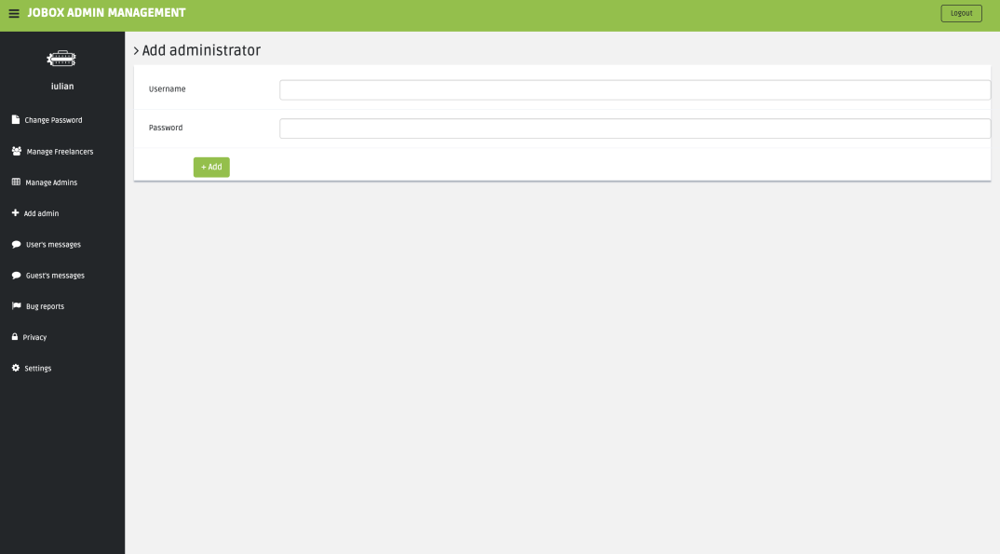 JOBOX ADMIN MANAGEMENT
Logout
iulian
Change Password
Manage Freelancers
Manage Admins
Add admin
User's messages
Guest's messages
Bug reports
Privacy
Settings
> Add administrator
Username
Password
+ Add